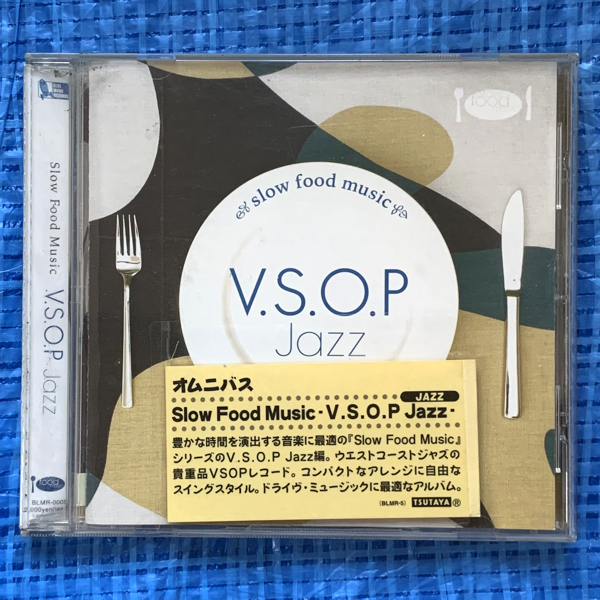 slow food music
V.S.O.P
Jazz
food
Slow Food Music V.S.O.P Jazz
food
オムニバス
JAZZ
Slow Food Music - V.S.O.P Jazz -
豊かな時間を演出する音楽に最適の『Slow Food Music』
シリーズのV.S.O.P Jazz編。ウエストコーストジャズの
貴重品VSOPレコード。コンパクトなアレンジに自由な
スイングスタイル。ドライヴ・ミュージックに最適なアルバム。
(BLMR-5) TSUTAYA ®